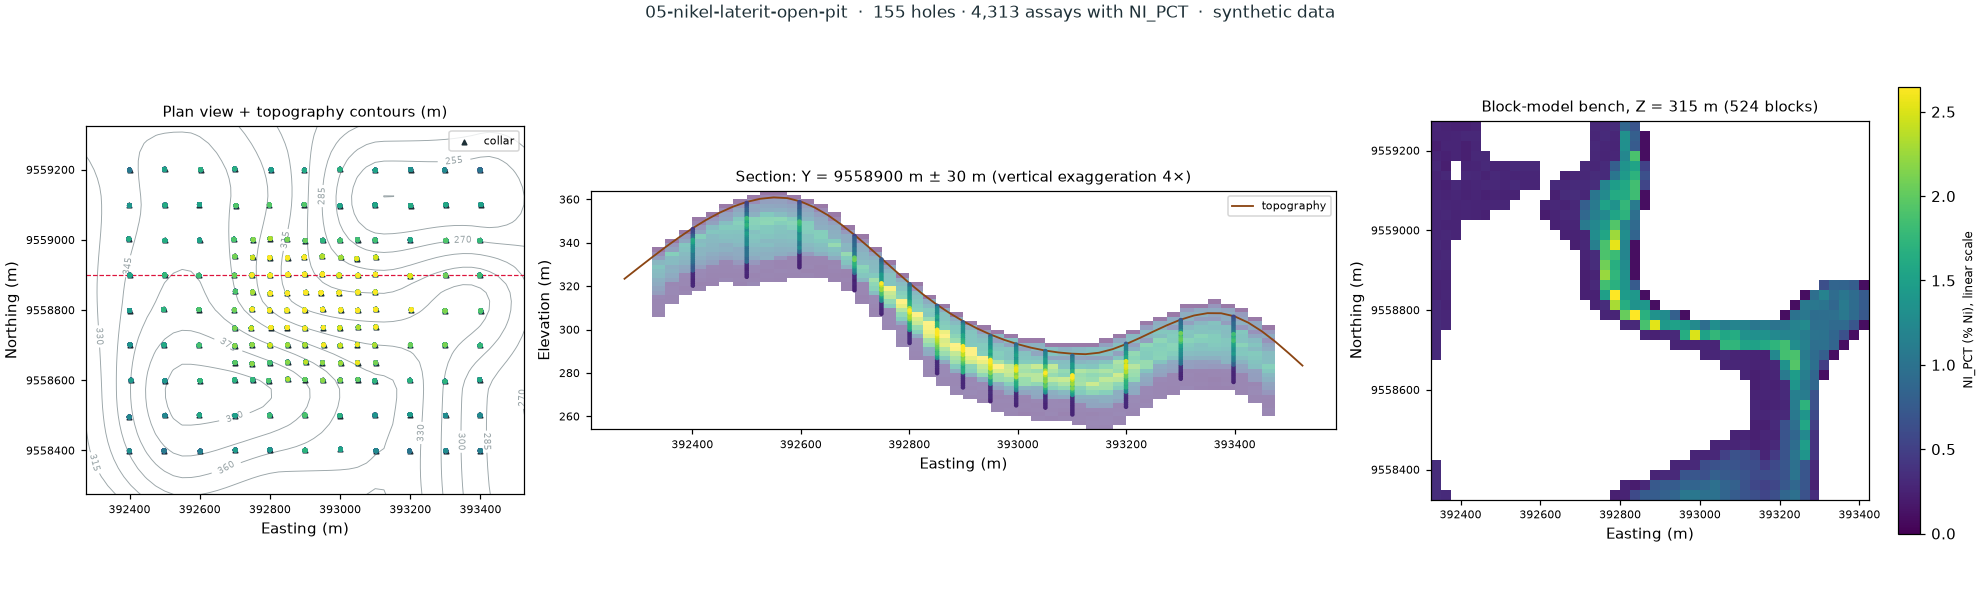 05-nikel-laterit-open-pit · 155 holes · 4,313 assays with NI_PCT · synthetic data
Plan view + topography contours (m)
collar
9559200
9559000
9558800
9558600
9558400
Northing (m)
392400 392600 392800 393000 393200 393400
Easting (m)
255
285
270
315
345
330
375
330
360
315
330
300
285
270
Section: Y = 9558900 m ± 30 m (vertical exaggeration 4×)
topography
360
340
320
300
280
260
Elevation (m)
392400 392600 392800 393000 393200 393400
Easting (m)
Block-model bench, Z = 315 m (524 blocks)
9559200
9559000
9558800
9558600
9558400
Northing (m)
392400 392600 392800 393000 393200 393400
Easting (m)
2.5
2.0
1.5
1.0
0.5
0.0
NI_PCT (% Ni), linear scale